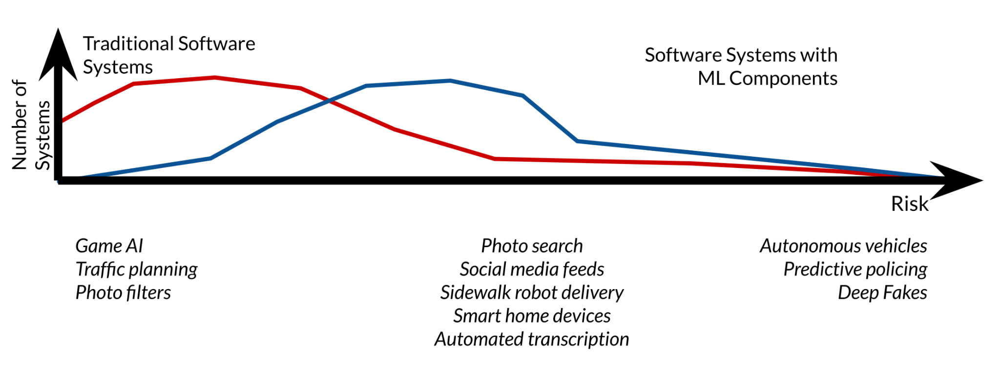 Traditional Software
Systems
Software Systems with
ML Components
Number of
Systems
Risk
Game AI
Traffic planning
Photo filters
Photo search
Social media feeds
Sidewalk robot delivery
Smart home devices
Automated transcription
Autonomous vehicles
Predictive policing
Deep Fakes